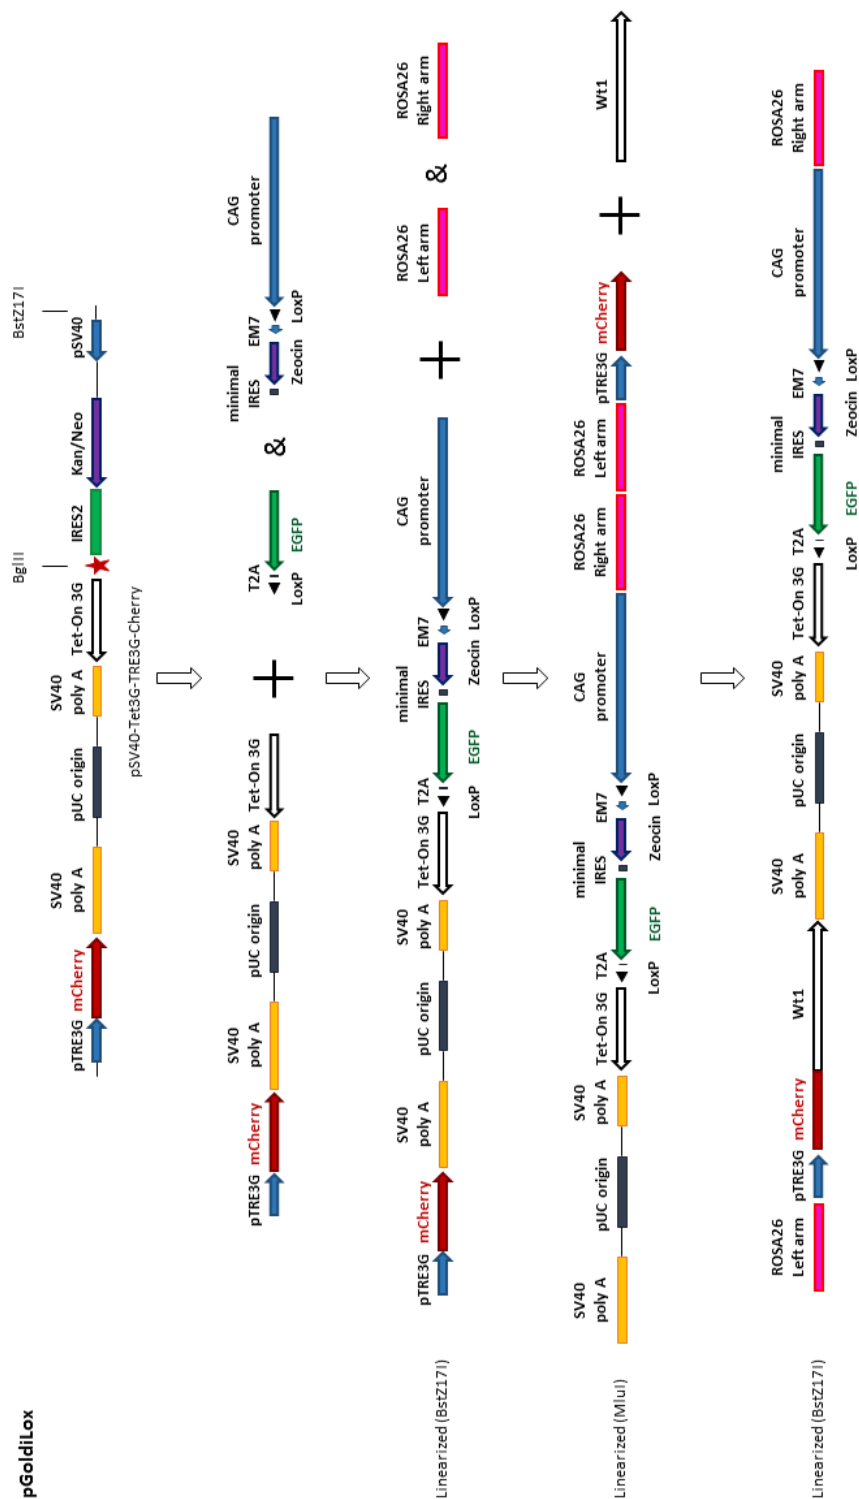 pGoldiLox
BglII
BstZ17I
pTRE3G
mCherry
SV40
poly A
pUC origin
SV40
poly A
Tet-On 3G
IRES2
Kan/Neo
pSV40
pSV40-Tet3G-TRE3G-Cherry
pTRE3G
mCherry
SV40
poly A
pUC origin
SV40
poly A
Tet-On 3G
+
T2A
LoxP
EGFP
&
minimal
IRES
Zeocin
EM7
LoxP
CAG
promoter
Linearized (BstZ17I)
pTRE3G
mCherry
SV40
poly A
pUC origin
SV40
poly A
Tet-On 3G
T2A
LoxP
EGFP
minimal
IRES
Zeocin
EM7
LoxP
CAG
promoter
+
ROSA26
Left arm
&
ROSA26
Right arm
Linearized (MluI)
SV40
poly A
pUC origin
SV40
poly A
Tet-On 3G
T2A
LoxP
EGFP
minimal
IRES
Zeocin
EM7
LoxP
CAG
promoter
ROSA26
Right arm
ROSA26
Left arm
pTRE3G
mCherry
+
Wt1
Linearized (BstZ17I)
ROSA26
Left arm
pTRE3G
mCherry
Wt1
SV40
poly A
pUC origin
SV40
poly A
Tet-On 3G
T2A
LoxP
EGFP
minimal
IRES
Zeocin
EM7
LoxP
CAG
promoter
ROSA26
Right arm